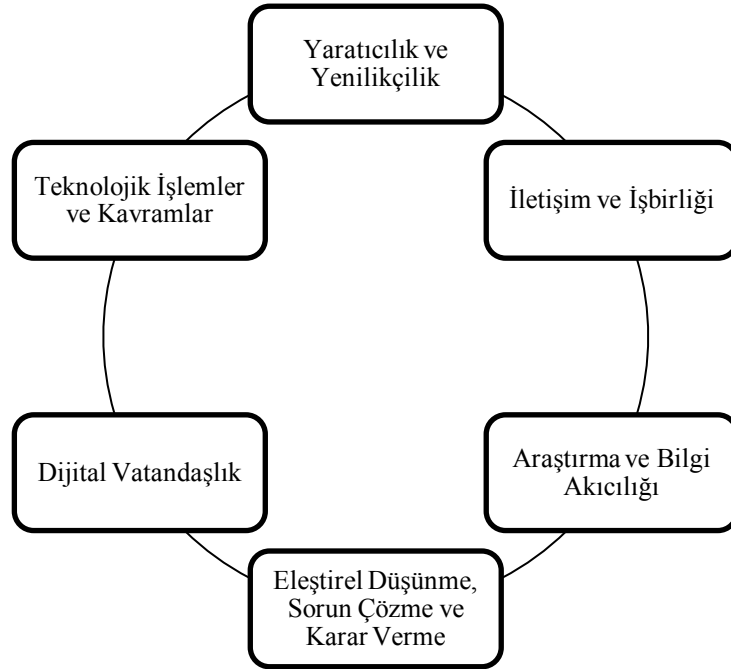 Yaratıcılık ve
Yenilikçilik
İletişim ve İşbirliği
Araştırma ve Bilgi
Akıcılığı
Eleştirel Düşünme,
Sorun Çözme ve
Karar Verme
Dijital Vatandaşlık
Teknolojik İşlemler
ve Kavramlar